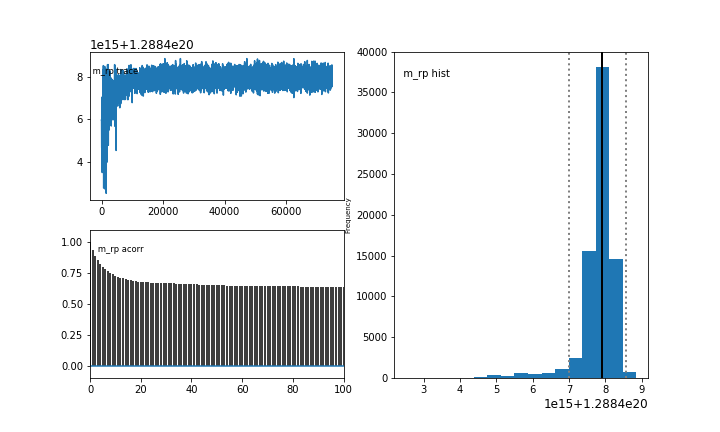 1e15+1.2884e20
m_rp trace
8
6
4
0 20000 40000 60000
m_rp acorr
1.00
0.75
0.50
0.25
0.00
0 20 40 60 80 100
Frequency
m_rp hist
40000
35000
30000
25000
20000
15000
10000
5000
0
3 4 5 6 7 8 9
1e15+1.2884e20